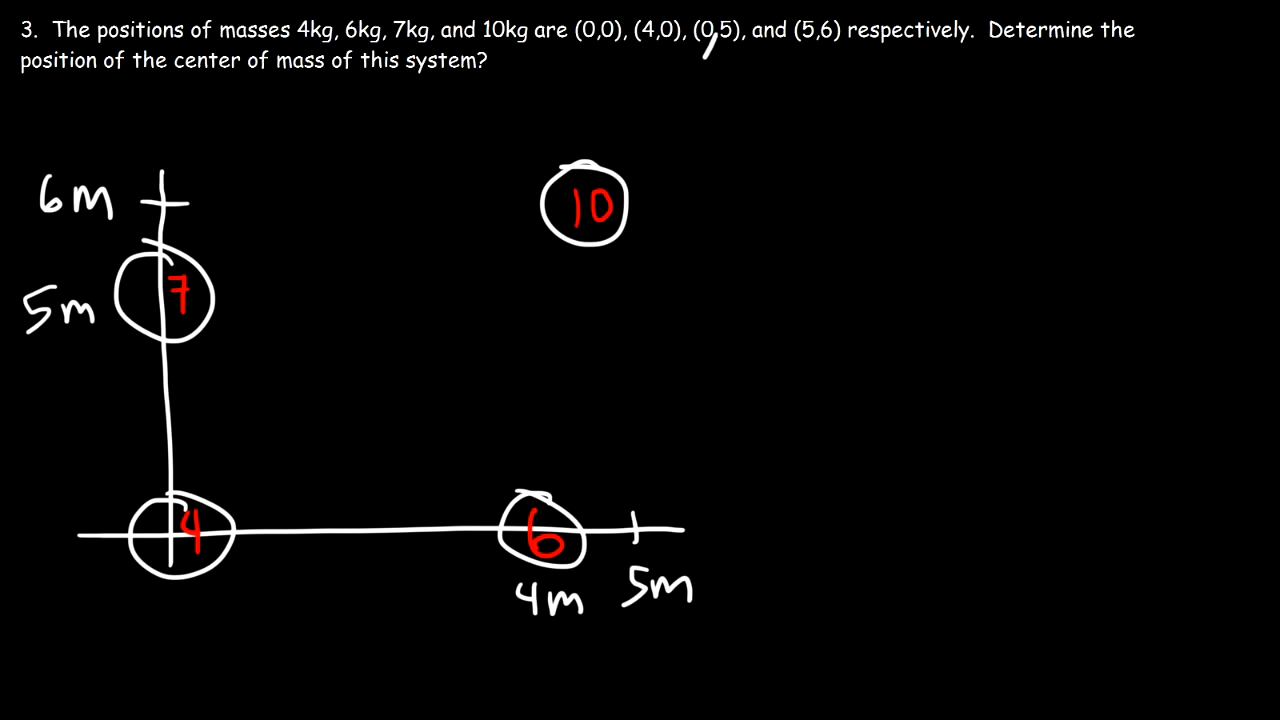 3. The positions of masses 4kg, 6kg, 7kg, and 10kg are (0,0), (4,0), (0,5), and (5,6) respectively. Determine the
position of the center of mass of this system?
6m
10
7
5m
4
6
4m
5m